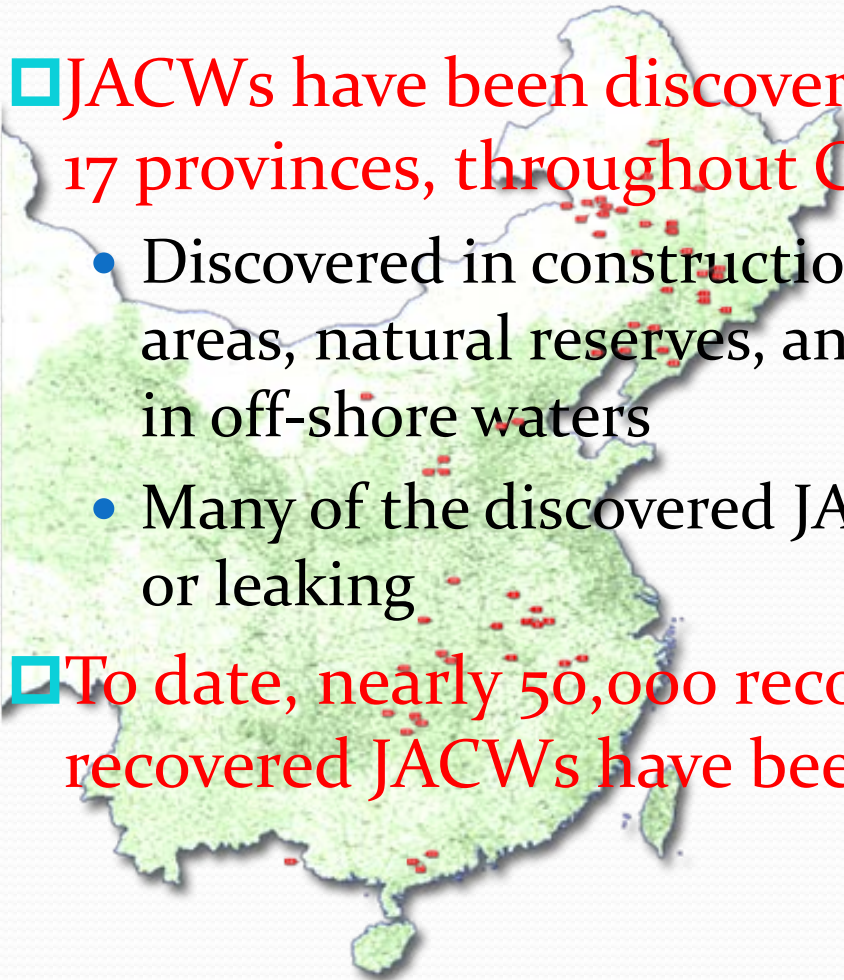 JACWs have been discover
17 provinces, throughout C
Discovered in constructio
areas, natural reserves, an
in off-shore waters
Many of the discovered JA
or leaking
To date, nearly 50,000 reco
recovered JACWs have bee